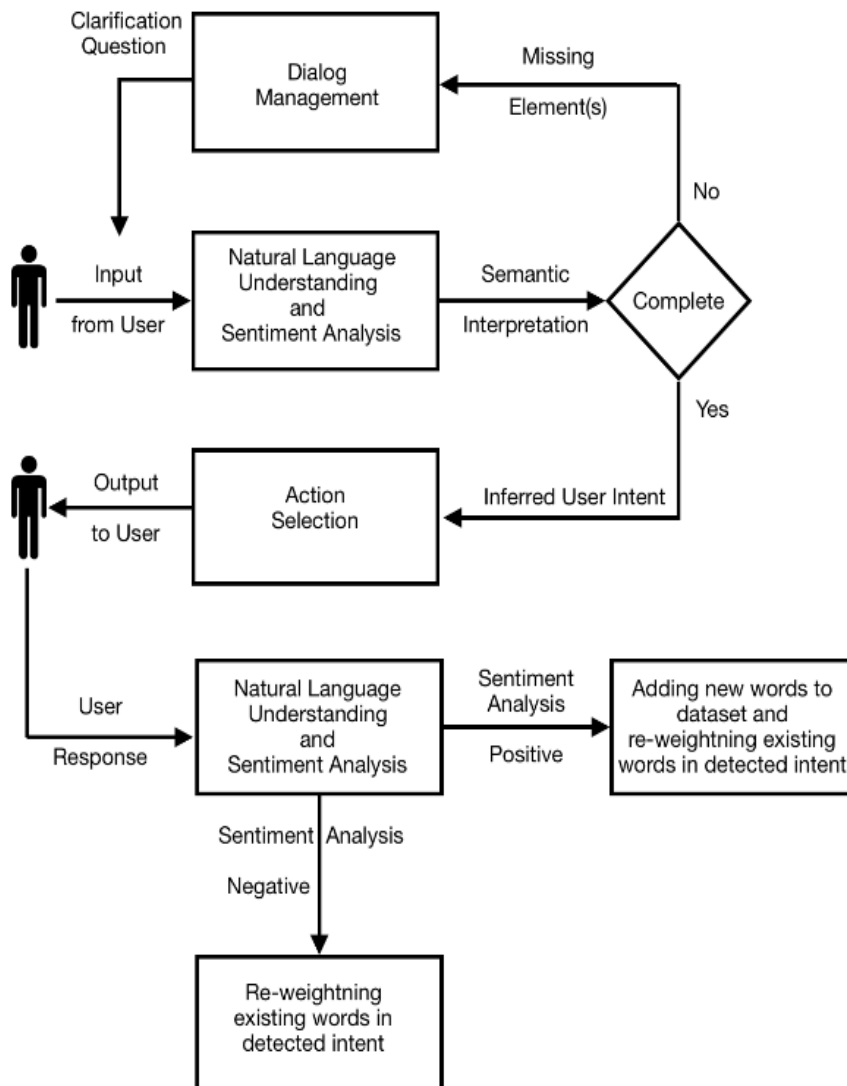 Clarification
Question
Dialog
Management
Missing
Element(s)
No
Input
from User
Natural Language
Understanding
and
Sentiment Analysis
Semantic
Interpretation
Complete
Yes
Output
to User
Action
Selection
Inferred User Intent
User
Response
Natural Language
Understanding
and
Sentiment Analysis
Sentiment
Analysis
Positive
Adding new words to
dataset and
re-weightning existing
words in detected intent
Sentiment Analysis
Negative
Re-weightning
existing words in
detected intent